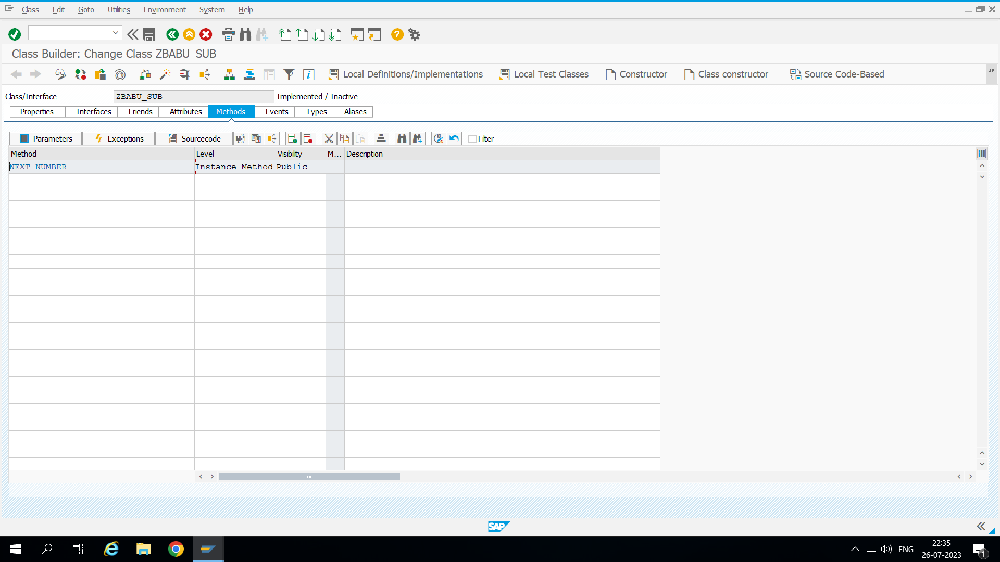 Class Edit Goto Utilities Environment System Help
Class Builder: Change Class ZBABU_SUB
Local Definitions/Implementations Local Test Classes Constructor Class constructor Source Code-Based
Class/Interface ZBABU_SUB Implemented / Inactive
Properties Interfaces Friends Attributes Methods Events Types Aliases
Parameters Exceptions Sourcecode Filter
Method Level Visibility M... Description
NEXT_NUMBER Instance Method Public
SAP
ENG
22:35
26-07-2023
1